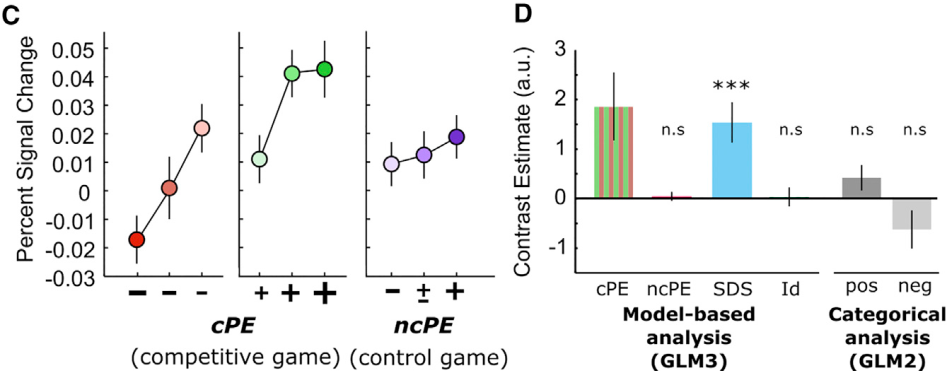 C
Percent Signal Change
0.05
0.04
0.03
0.02
0.01
0
-0.01
-0.02
-0.03
− − − + + + − ± +
cPE
(competitive game)
ncPE
(control game)
D
Contrast Estimate (a.u.)
3
2
1
0
-1
n.s
***
n.s
n.s
n.s
cPE ncPE SDS Id pos neg
Model-based
analysis
(GLM3)
Categorical
analysis
(GLM2)